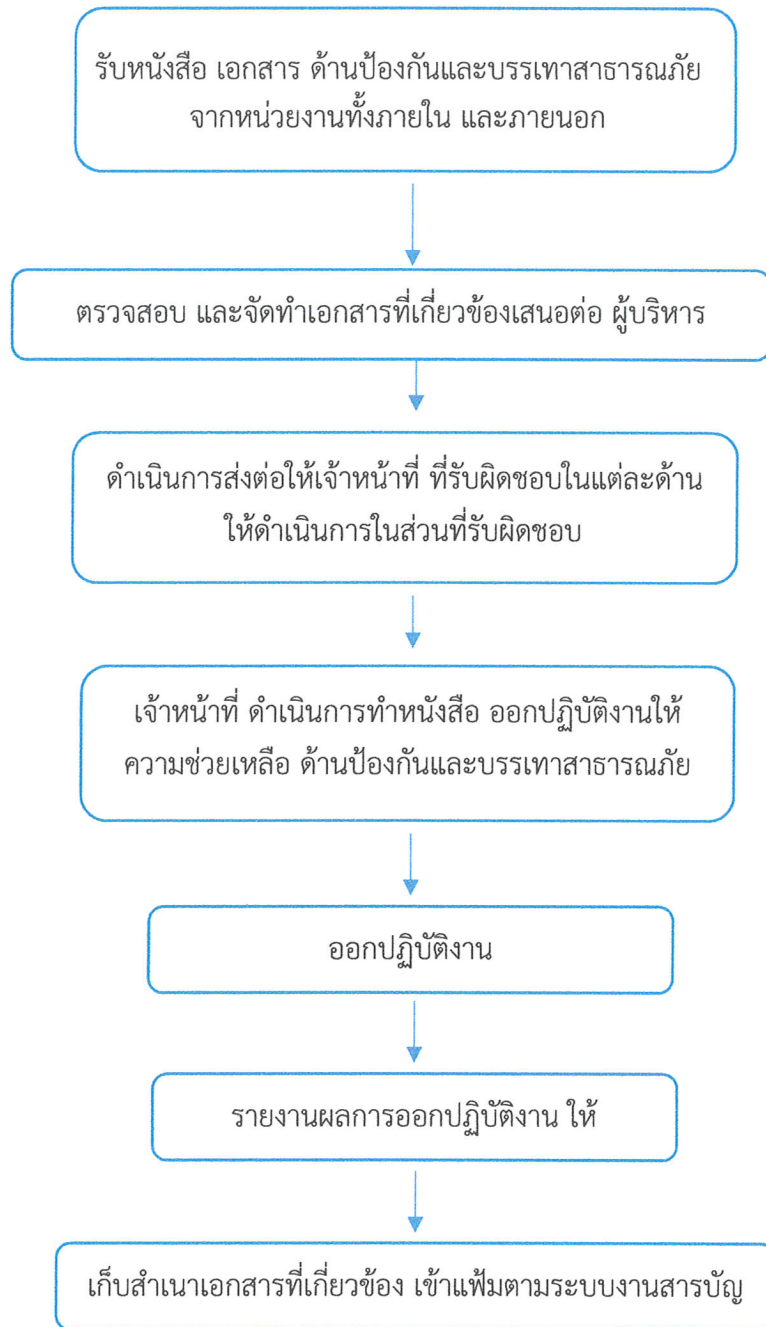 รับหนังสือ เอกสาร ด้านป้องกันและบรรเทาสาธารณภัย
จากหน่วยงานทั้งภายใน และภายนอก
ตรวจสอบ และจัดทำเอกสารที่เกี่ยวข้องเสนอต่อ ผู้บริหาร
ดำเนินการส่งต่อให้เจ้าหน้าที่ ที่รับผิดชอบในแต่ละด้าน
ให้ดำเนินการในส่วนที่รับผิดชอบ
เจ้าหน้าที่ ดำเนินการทำหนังสือ ออกปฏิบัติงานให้
ความช่วยเหลือ ด้านป้องกันและบรรเทาสาธารณภัย
ออกปฏิบัติงาน
รายงานผลการออกปฏิบัติงาน ให้
เก็บสำเนาเอกสารที่เกี่ยวข้อง เข้าแฟ้มตามระบบงานสารบัญ